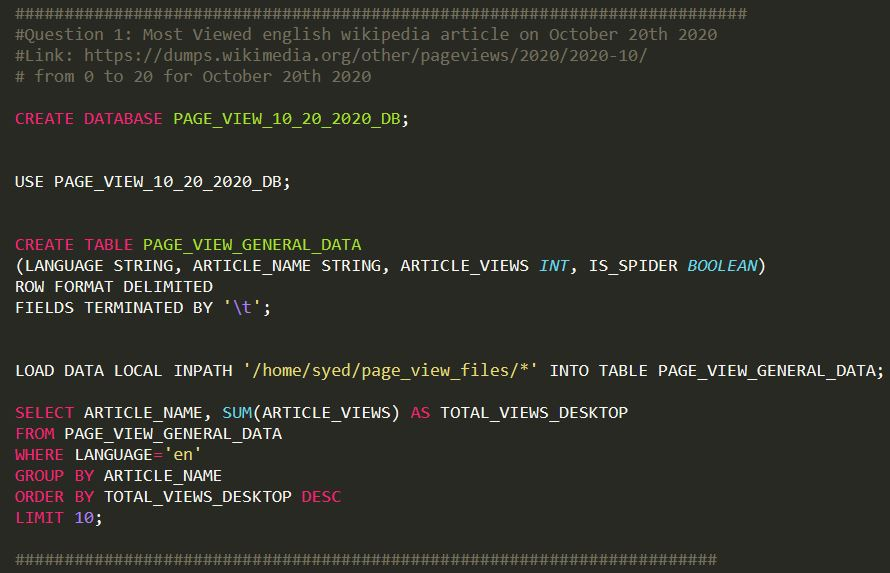 ##########################################################################
#Question 1: Most Viewed english wikipedia article on October 20th 2020
#Link: https://dumps.wikimedia.org/other/pageviews/2020/2020-10/
# from 0 to 20 for October 20th 2020
CREATE DATABASE PAGE_VIEW_10_20_2020_DB;
USE PAGE_VIEW_10_20_2020_DB;
CREATE TABLE PAGE_VIEW_GENERAL_DATA
(LANGUAGE STRING, ARTICLE_NAME STRING, ARTICLE_VIEWS INT, IS_SPIDER BOOLEAN)
ROW FORMAT DELIMITED
FIELDS TERMINATED BY '\t';
LOAD DATA LOCAL INPATH '/home/syed/page_view_files/*' INTO TABLE PAGE_VIEW_GENERAL_DATA;
SELECT ARTICLE_NAME, SUM(ARTICLE_VIEWS) AS TOTAL_VIEWS_DESKTOP
FROM PAGE_VIEW_GENERAL_DATA
WHERE LANGUAGE='en'
GROUP BY ARTICLE_NAME
ORDER BY TOTAL_VIEWS_DESKTOP DESC
LIMIT 10;
#######################################################################